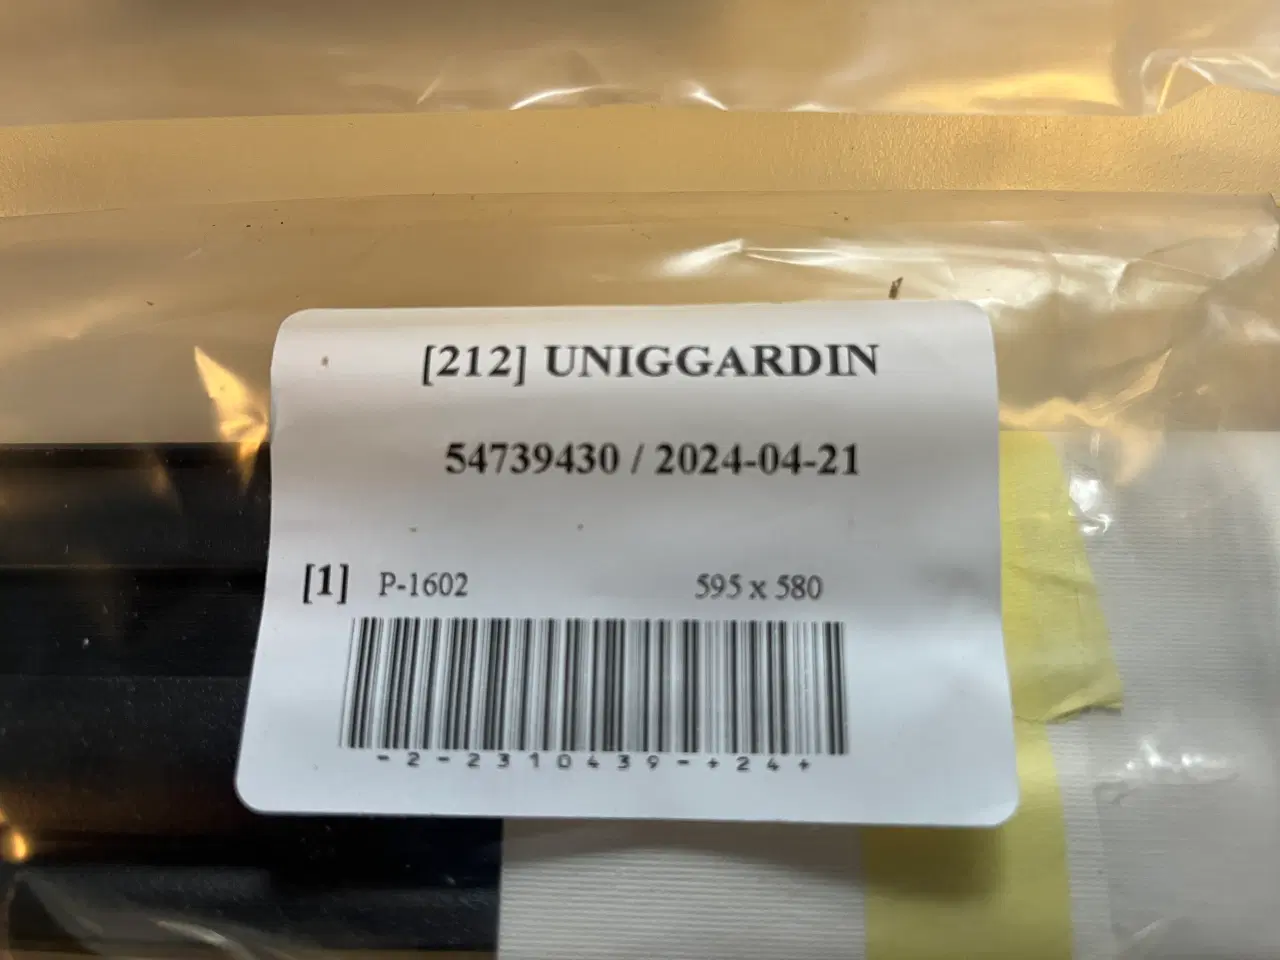 [212] UNIGGARDIN
54739430 / 2024-04-21
[1] P-1602 595 x 580
-2-2310439-+24+